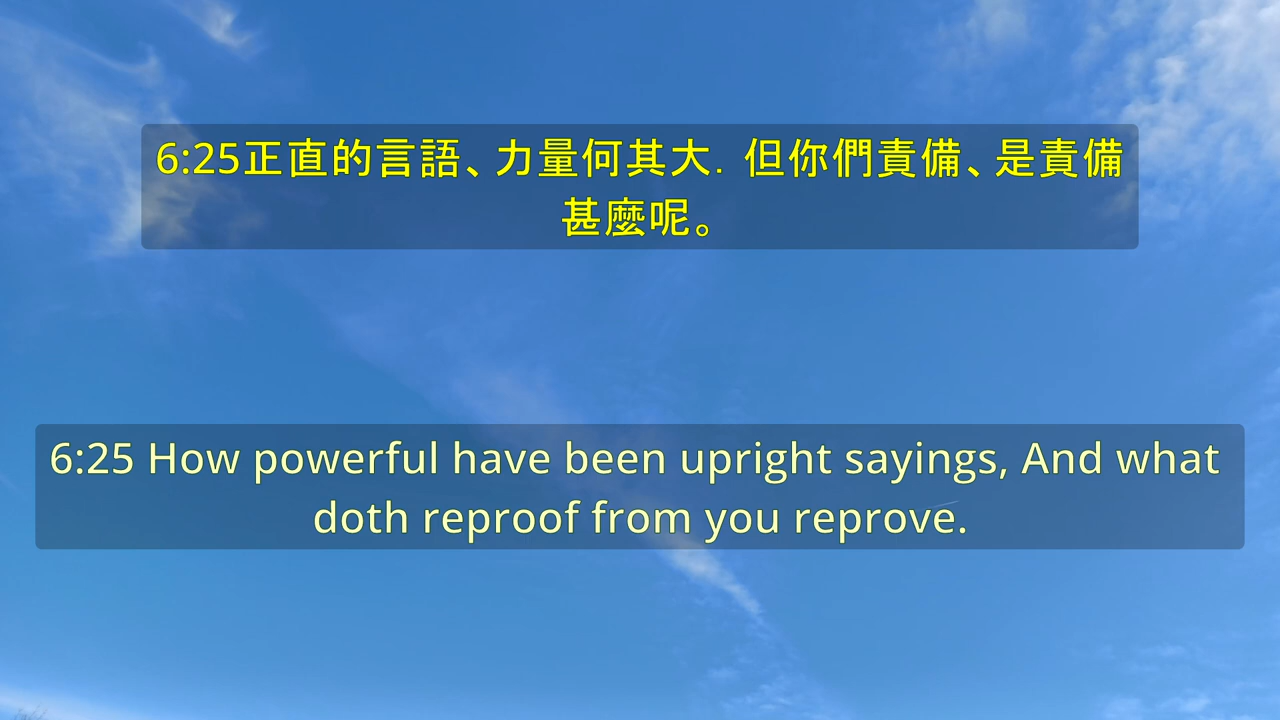 6:25正直的言語、力量何其大．但你們責備、是責備
甚麼呢。
6:25 How powerful have been upright sayings, And what
doth reproof from you reprove.